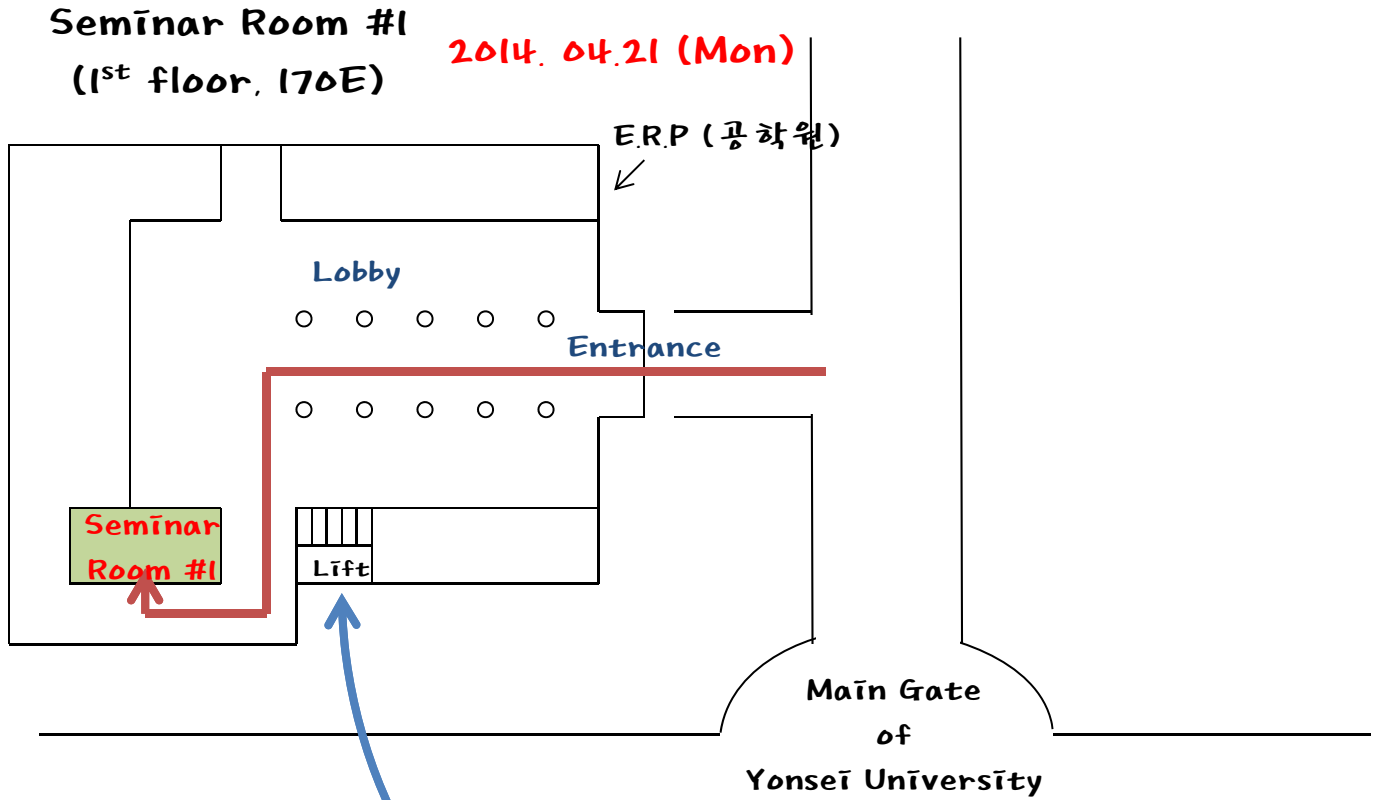 Seminar Room #1
(1st floor, 170E)
2014. 04.21 (Mon)
E.R.P (공학원)
Lobby
Entrance
Seminar
Room #1
Lift
Main Gate
of
Yonsei University